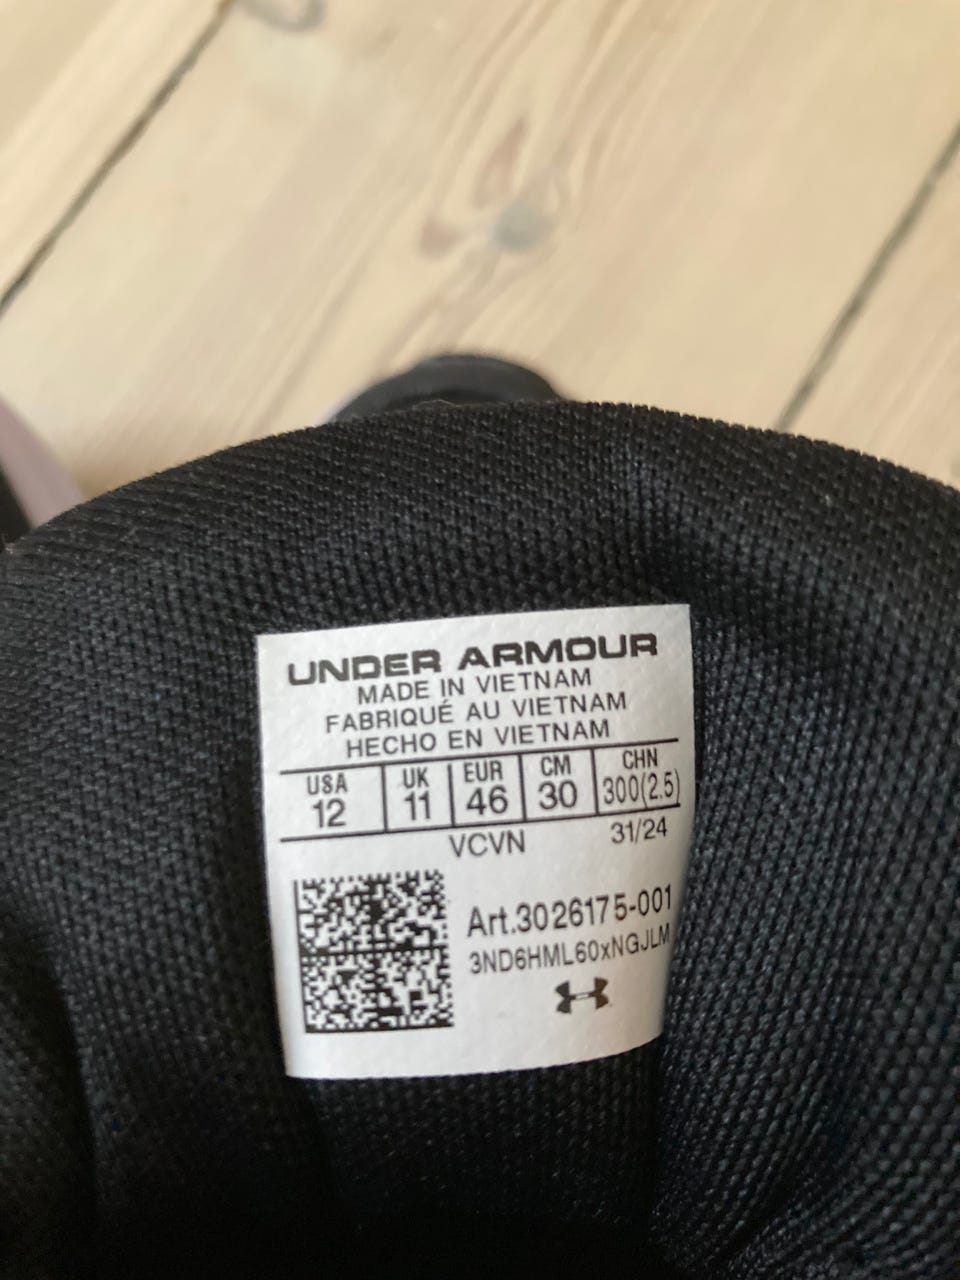 UNDER ARMOUR
MADE IN VIETNAM
FABRIQUÉ AU VIETNAM
HECHO EN VIETNAM
USA UK EUR CM CHN
12 11 46 30 300(2.5)
VCVN 31/24
Art.3026175-001
3ND6HML60xNGJLM